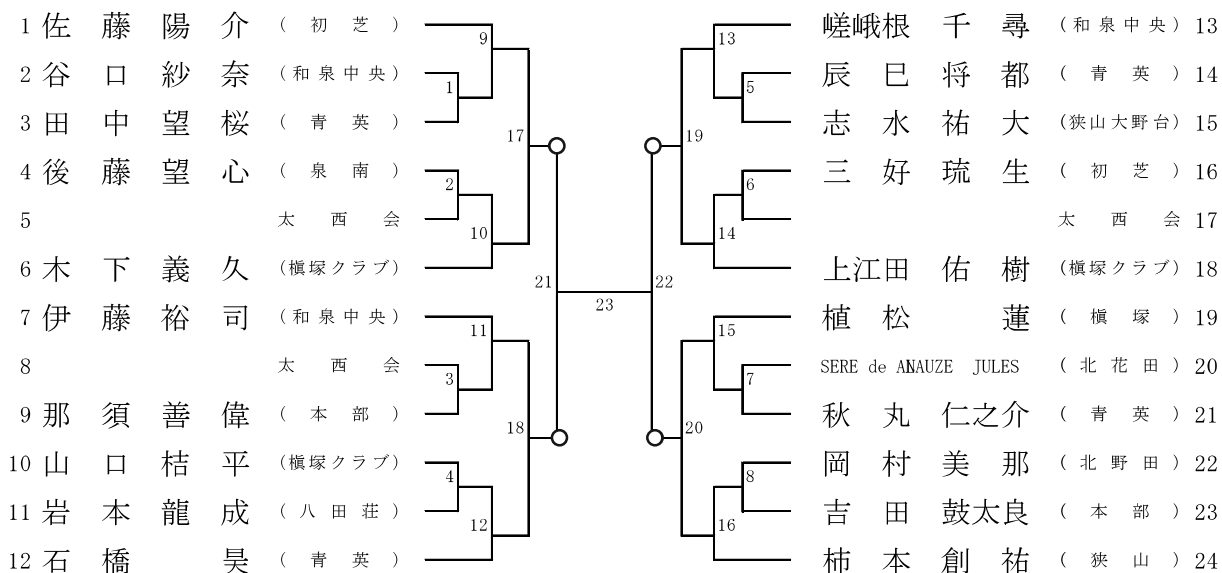 1 佐藤陽介 (初芝)
2 谷口紗奈 (和泉中央)
3 田中望桜 (青英)
4 後藤望心 (泉南)
5 太西会
6 木下義久 (槇塚クラブ)
7 伊藤裕司 (和泉中央)
8 太西会
9 那須善偉 (本部)
10 山口桔平 (槇塚クラブ)
11 岩本龍成 (八田荘)
12 石橋昊 (青英)
9
1
17
2
10
21
11
3
18
4
12
23
13
5
19
6
14
22
15
7
20
8
16
嵯峨根千尋 (和泉中央) 13
辰巳将都 (青英) 14
志水祐大 (狭山大野台) 15
三好琉生 (初芝) 16
太西会 17
上江田佑樹 (槇塚クラブ) 18
植松蓮 (槇塚) 19
SERE de ANAUZE JULES (北花田) 20
秋丸仁之介 (青英) 21
岡村美那 (北野田) 22
吉田鼓太良 (本部) 23
柿本創祐 (狭山) 24